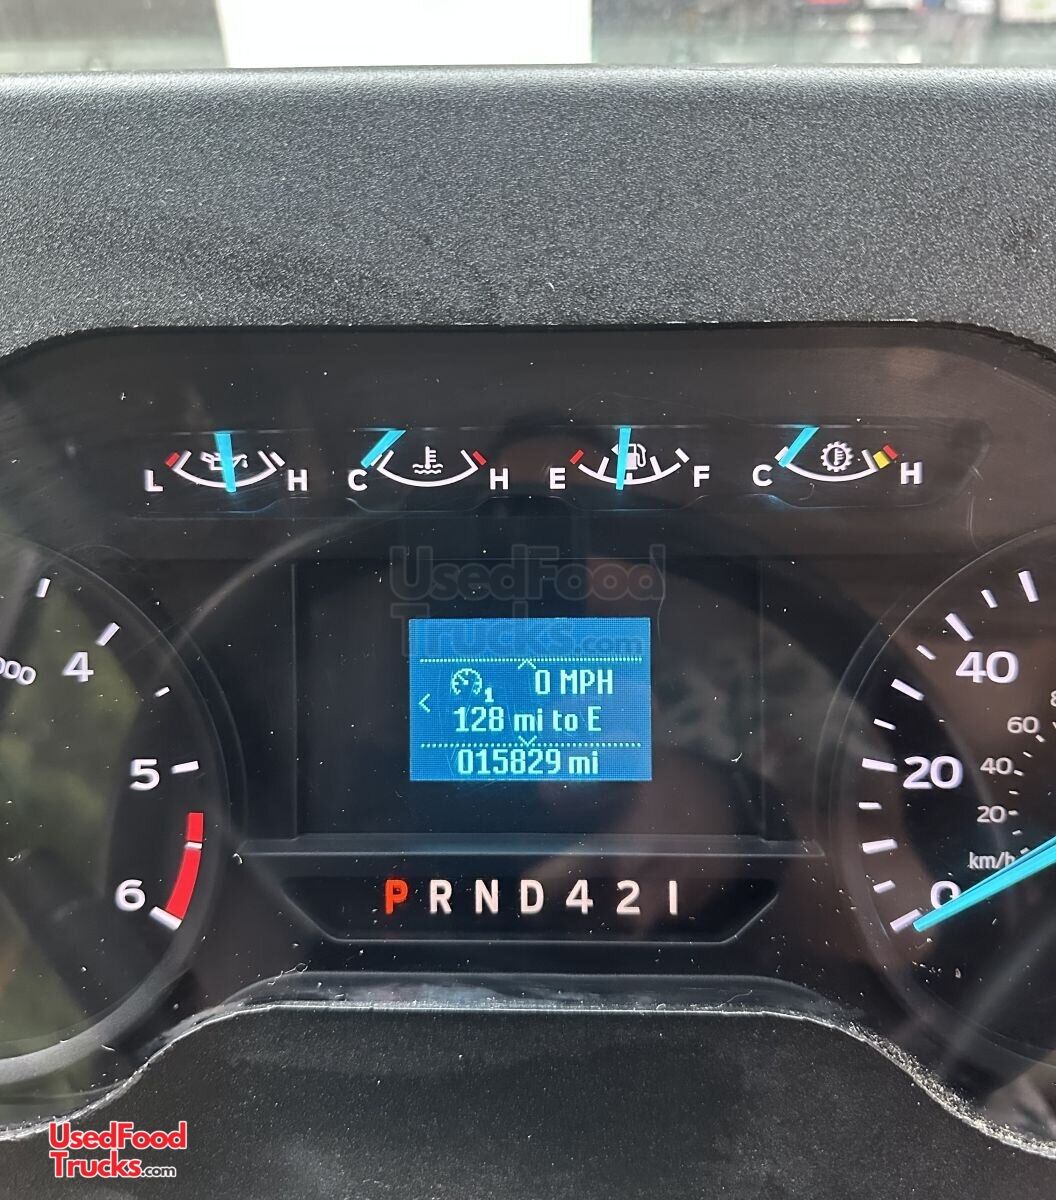 L H C H E F C H
UsedFood
Trucks.com
1 0 MPH
128 mi to E
015829 mi
4
5
6
40
20
0
60
40
20
km/h
P R N D 4 2 1
UsedFood
Trucks.com